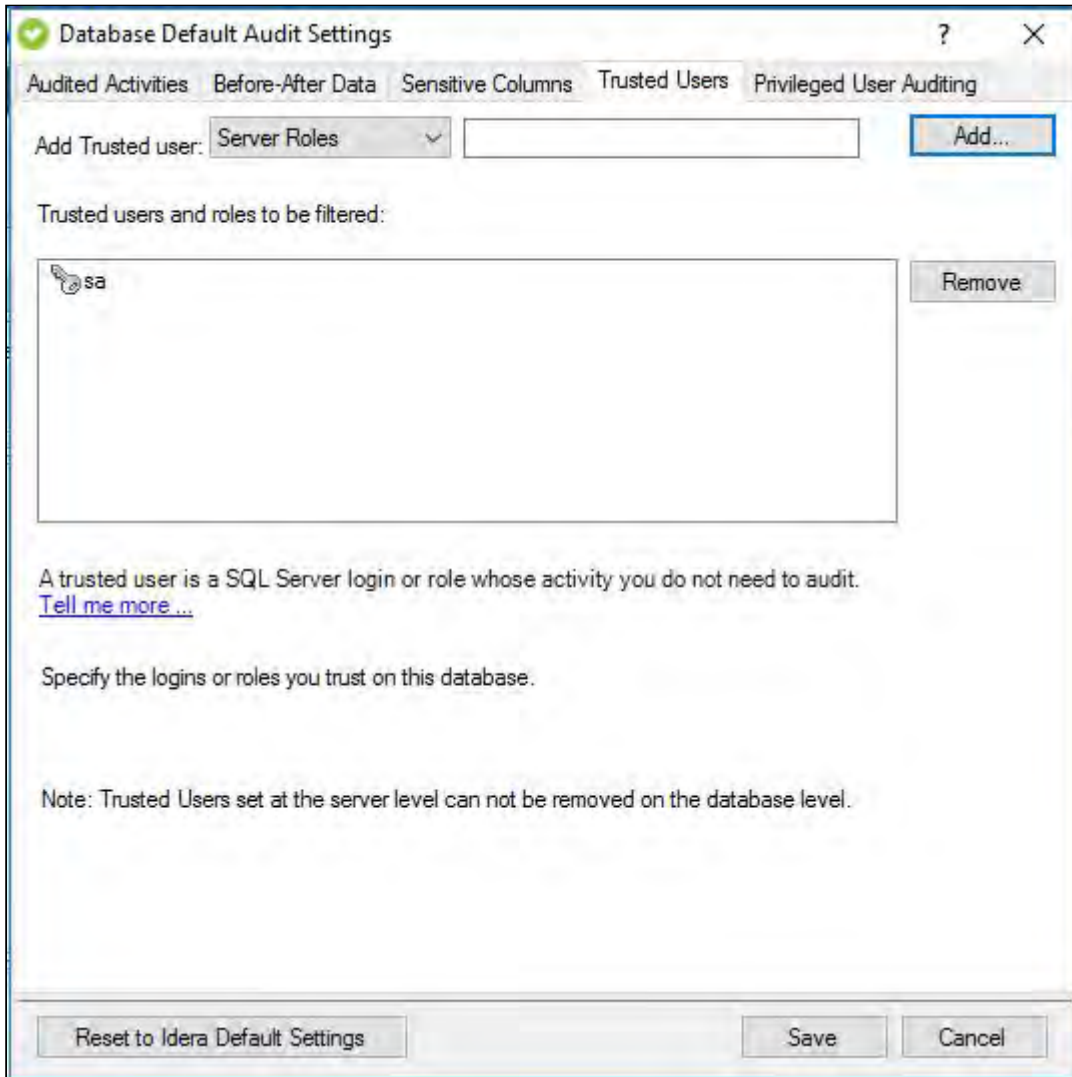 Database Default Audit Settings
Audited Activities Before-After Data Sensitive Columns Trusted Users Privileged User Auditing
Add Trusted user: Server Roles Add...
Trusted users and roles to be filtered:
sa Remove
A trusted user is a SQL Server login or role whose activity you do not need to audit.
Tell me more ...
Specify the logins or roles you trust on this database.
Note: Trusted Users set at the server level can not be removed on the database level.
Reset to Idera Default Settings Save Cancel